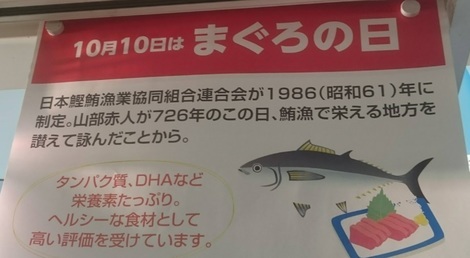 10月10日は まぐろの日
日本鰹鮪漁業協同組合連合会が1986(昭和61)年に
制定。山部赤人が726年のこの日、鮪漁で栄える地方を
讃えて詠んだことから。
タンパク質、DHAなど
栄養素たっぷり。
ヘルシーな食材として
高い評価を受けています。